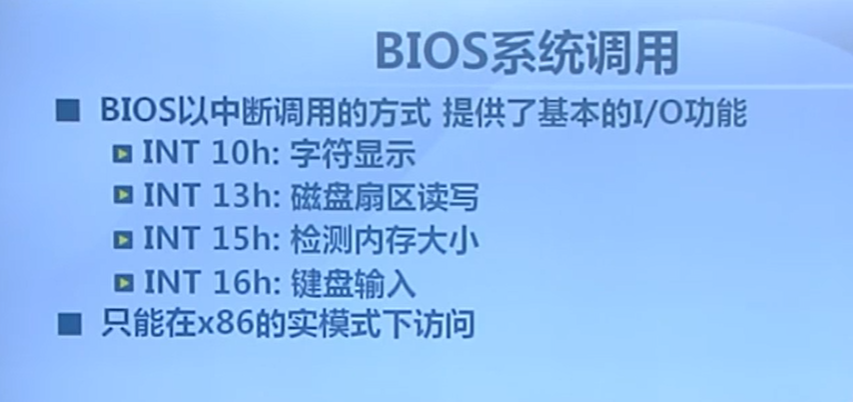 BIOS系统调用
BIOS以中断调用的方式 提供了基本的I/O功能
INT 10h: 字符显示
INT 13h: 磁盘扇区读写
INT 15h: 检测内存大小
INT 16h: 键盘输入
只能在x86的实模式下访问